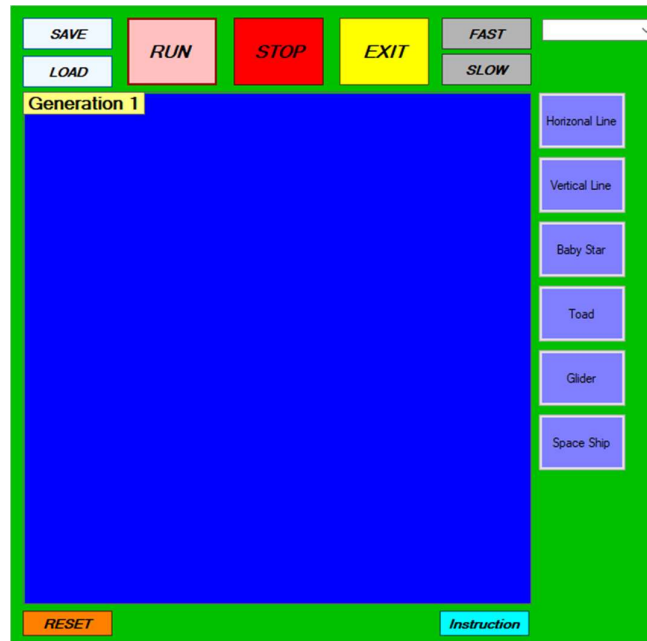 SAVE
LOAD
RUN
STOP
EXIT
FAST
SLOW
Generation 1
Horizonal Line
Vertical Line
Baby Star
Toad
Glider
Space Ship
RESET
Instruction